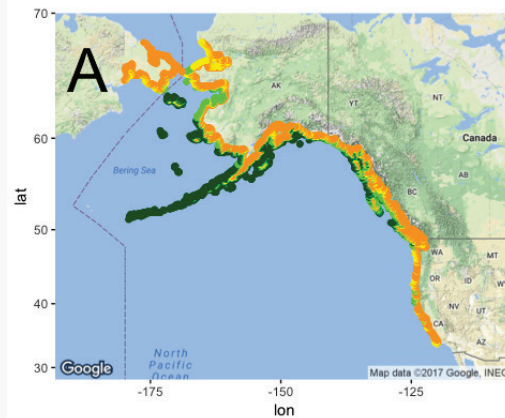 70
A
AK
YT
NT
60
Canada
Bering Sea
BC
AB
lat
50
WA
MT
OR
ID
40
NV
UT
CA
AZ
North
Pacific
Ocean
30
Google
Map data ©2017 Google, INEG
-175
-150
-125
lon